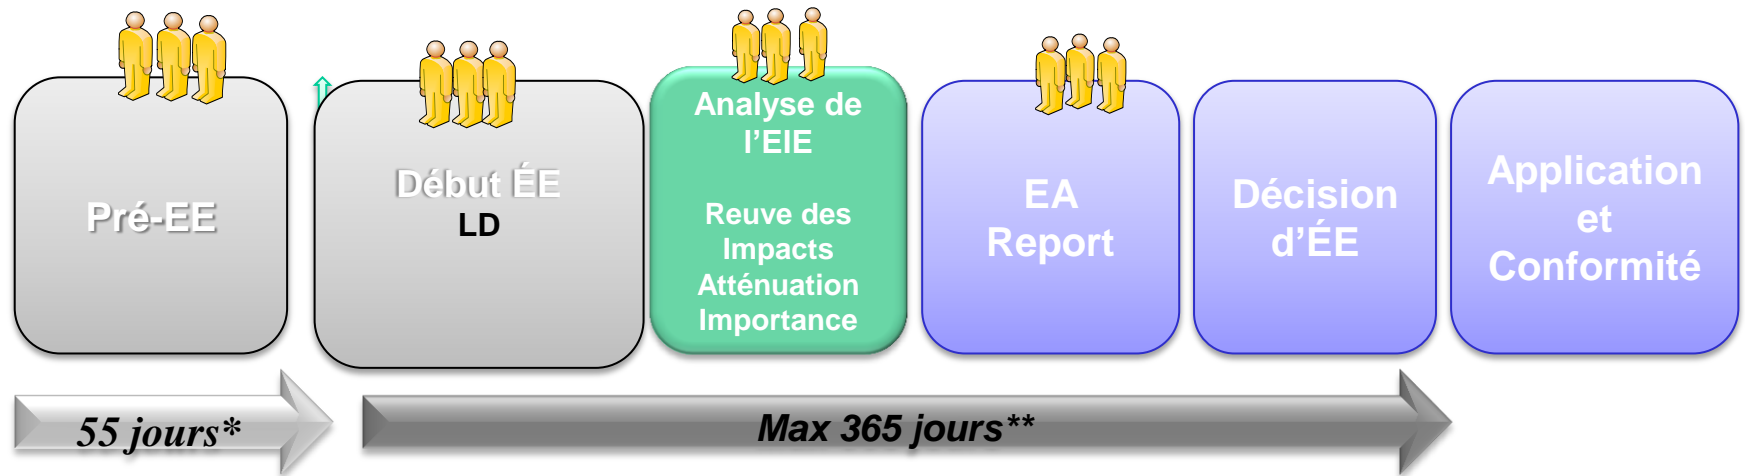 Pré-EE
Début ÉE
LD
Analyse de
l’EIE
Reuve des
Impacts
Atténuation
Importance
EA
Report
Décision
d’ÉE
Application
et
Conformité
55 jours*
Max 365 jours**